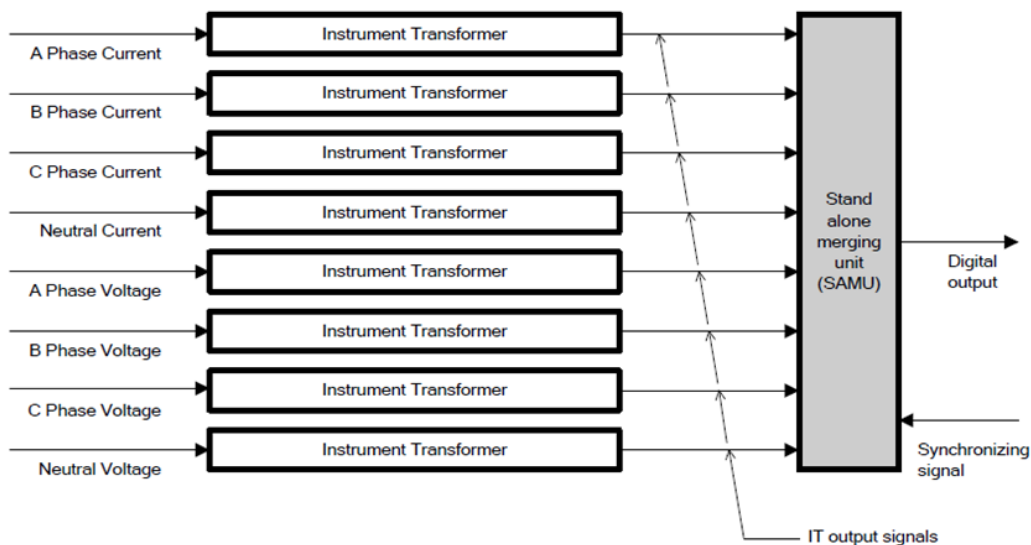 Instrument Transformer
A Phase Current
Instrument Transformer
B Phase Current
Instrument Transformer
C Phase Current
Instrument Transformer
Neutral Current
Instrument Transformer
A Phase Voltage
Instrument Transformer
B Phase Voltage
Instrument Transformer
C Phase Voltage
Instrument Transformer
Neutral Voltage
Stand
alone
merging
unit
(SAMU)
Digital
output
Synchronizing
signal
IT output signals